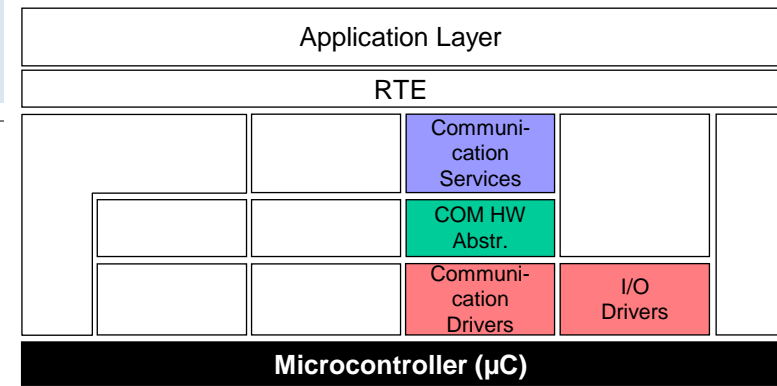 Application Layer
RTE
Communi-
cation
Services
COM HW
Abstr.
Communi-
cation
Drivers
I/O
Drivers
Microcontroller (µC)